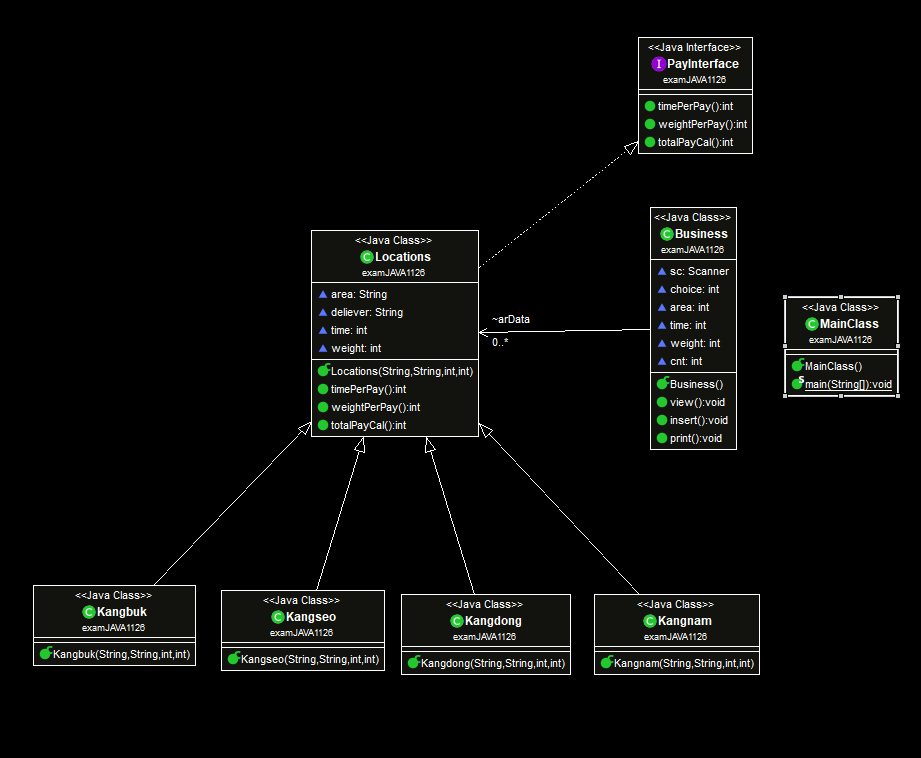 <<Java Interface>>
PayInterface
examJAVA1126
timePerPay():int
weightPerPay():int
totalPayCal():int
<<Java Class>>
Locations
examJAVA1126
area: String
deliever: String
time: int
weight: int
Locations(String,String,int,int)
timePerPay():int
weightPerPay():int
totalPayCal():int
~arData
0..*
<<Java Class>>
Business
examJAVA1126
sc: Scanner
choice: int
area: int
time: int
weight: int
cnt: int
Business()
view():void
insert():void
print():void
<<Java Class>>
MainClass
examJAVA1126
MainClass()
main(String[]):void
<<Java Class>>
Kangbuk
examJAVA1126
Kangbuk(String,String,int,int)
<<Java Class>>
Kangseo
examJAVA1126
Kangseo(String,String,int,int)
<<Java Class>>
Kangdong
examJAVA1126
Kangdong(String,String,int,int)
<<Java Class>>
Kangnam
examJAVA1126
Kangnam(String,String,int,int)